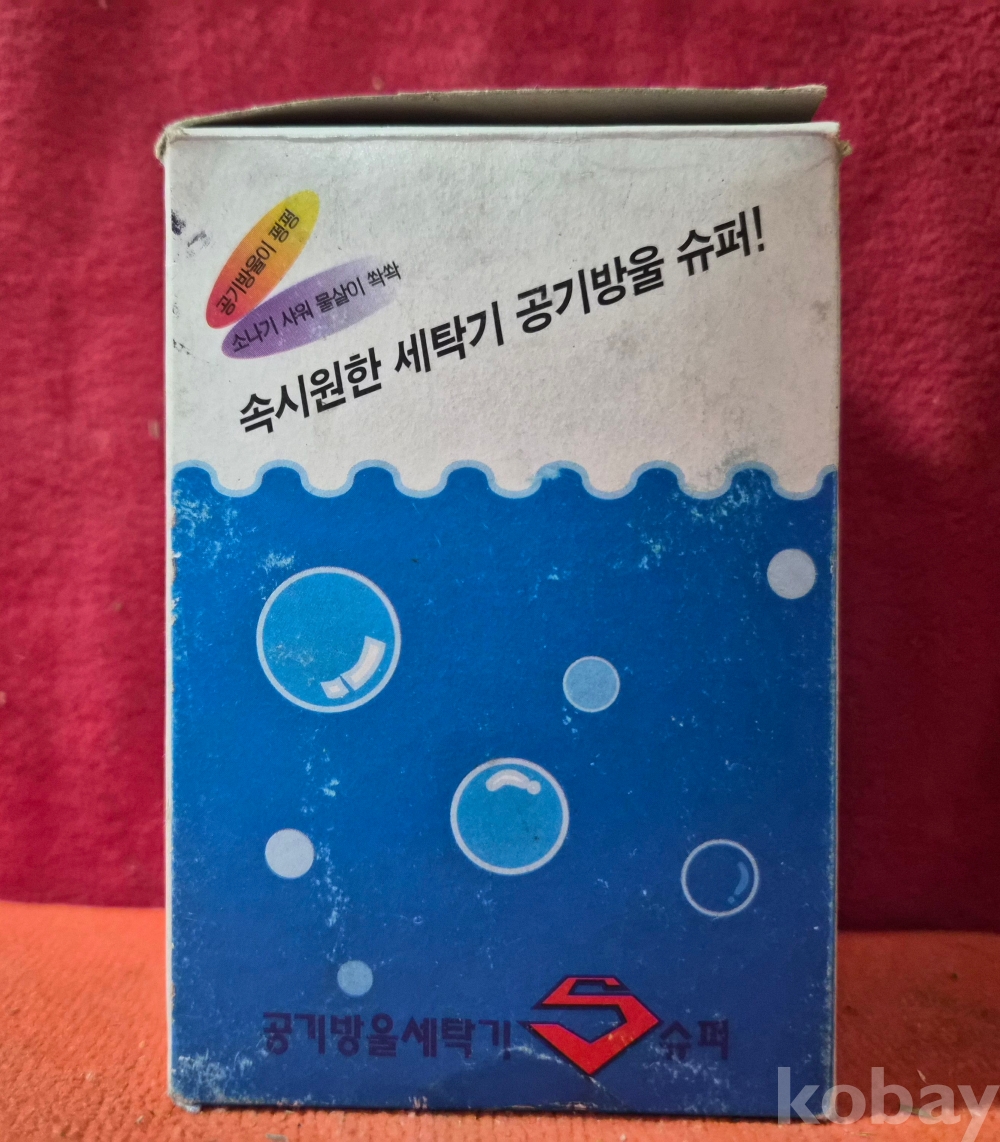 공기방울이 펑펑
소나기 샤워 물살이 쏵쏵
속시원한 세탁기 공기방울 슈퍼!
공기방울세탁기 S 슈퍼
kobay